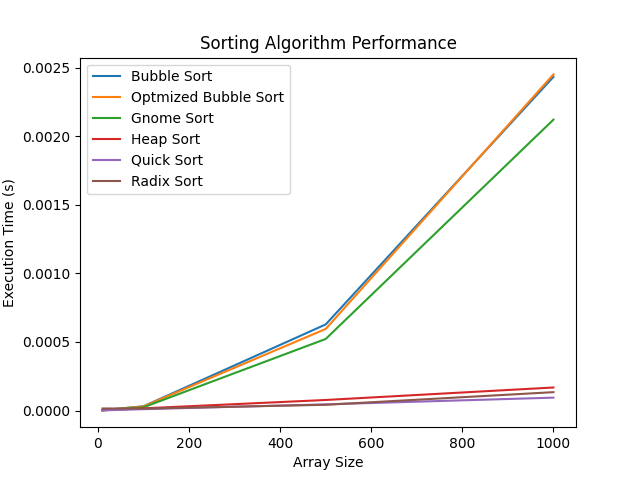 Sorting Algorithm Performance
Bubble Sort
Optmized Bubble Sort
Gnome Sort
Heap Sort
Quick Sort
Radix Sort
Execution Time (s)
0.0025
0.0020
0.0015
0.0010
0.0005
0.0000
0 200 400 600 800 1000
Array Size